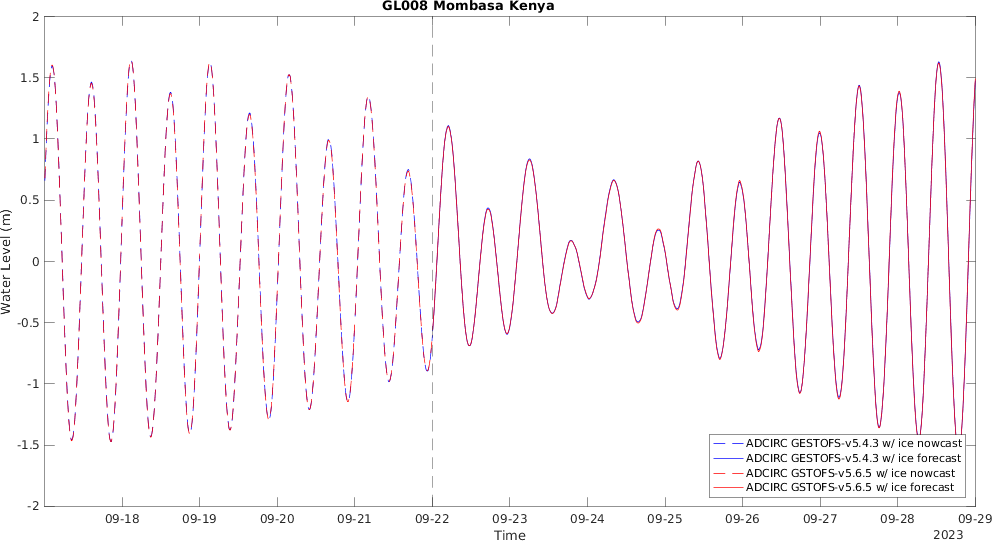 GL008 Mombasa Kenya
2
1.5
1
0.5
0
-0.5
-1
-1.5
-2
Water Level (m)
09-18 09-19 09-20 09-21 09-22 09-23 09-24 09-25 09-26 09-27 09-28 09-29
Time
2023
ADCIRC GESTOFS-v5.4.3 w/ ice nowcast
ADCIRC GESTOFS-v5.4.3 w/ ice forecast
ADCIRC GSTOFS-v5.6.5 w/ ice nowcast
ADCIRC GSTOFS-v5.6.5 w/ ice forecast